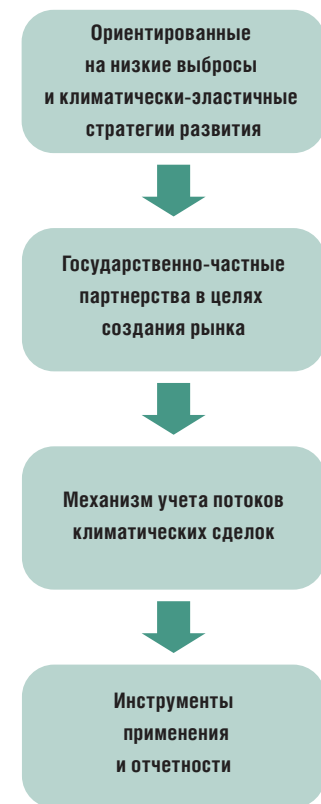 Ориентированные
на низкие выбросы
и климатически-эластичные
стратегии развития
Государственно-частные
партнерства в целях
создания рынка
Механизм учета потоков
климатических сделок
Инструменты
применения
и отчетности